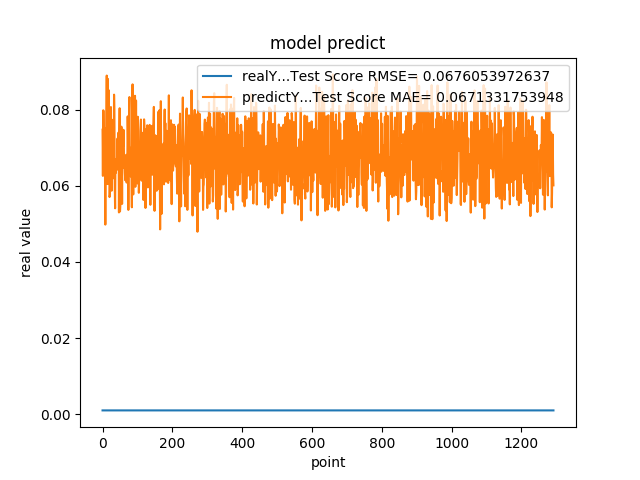 model predict
realY...Test Score RMSE= 0.0676053972637
predictY...Test Score MAE= 0.0671331753948
0.08
0.06
0.04
0.02
0.00
real value
0 200 400 600 800 1000 1200
point